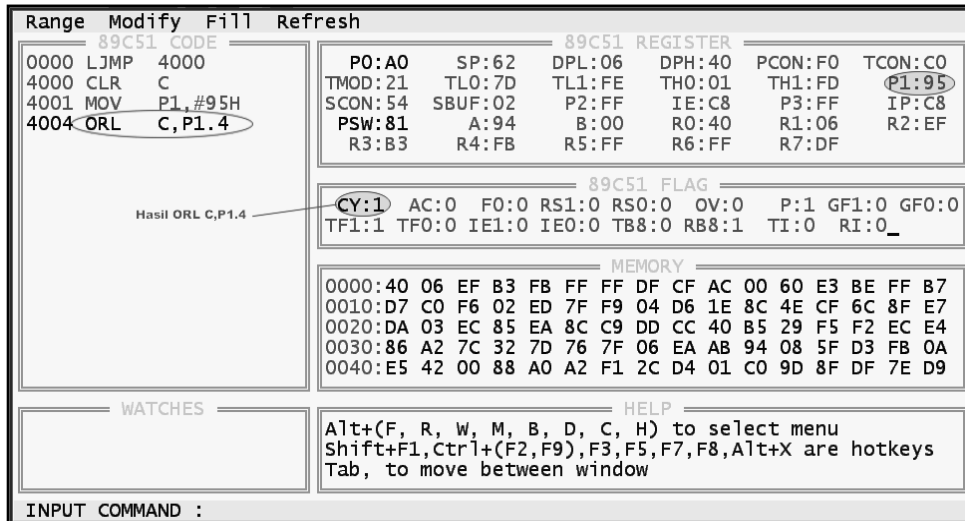 Range Modify Fill Refresh
89C51 CODE
0000 LJMP 4000
4000 CLR C
4001 MOV P1,#95H
4004 ORL C,P1.4
Hasil ORL C,P1.4
89C51 REGISTER
P0:A0 SP:62 DPL:06 DPH:40 PCON:F0 TCON:C0
TMOD:21 TL0:7D TL1:FE TH0:01 TH1:FD P1:95
SCON:54 SBUF:02 P2:FF IE:C8 P3:FF IP:C8
PSW:81 A:94 B:00 R0:40 R1:06 R2:EF
R3:B3 R4:FB R5:FF R6:FF R7:DF
89C51 FLAG
CY:1 AC:0 F0:0 RS1:0 RS0:0 OV:0 P:1 GF1:0 GF0:0
TF1:1 TF0:0 IE1:0 IE0:0 TB8:0 RB8:1 TI:0 RI:0_
MEMORY
0000:40 06 EF B3 FB FF FF DF CF AC 00 60 E3 BE FF B7
0010:D7 C0 F6 02 ED 7F F9 04 D6 1E 8C 4E CF 6C 8F E7
0020:DA 03 EC 85 EA 8C C9 DD CC 40 B5 29 F5 F2 EC E4
0030:86 A2 7C 32 7D 76 7F 06 EA AB 94 08 5F D3 FB 0A
0040:E5 42 00 88 A0 A2 F1 2C D4 01 C0 9D 8F DF 7E D9
WATCHES
HELP
Alt+(F, R, W, M, B, D, C, H) to select menu
Shift+F1,Ctrl+(F2,F9),F3,F5,F7,F8,Alt+X are hotkeys
Tab, to move between window
INPUT COMMAND :